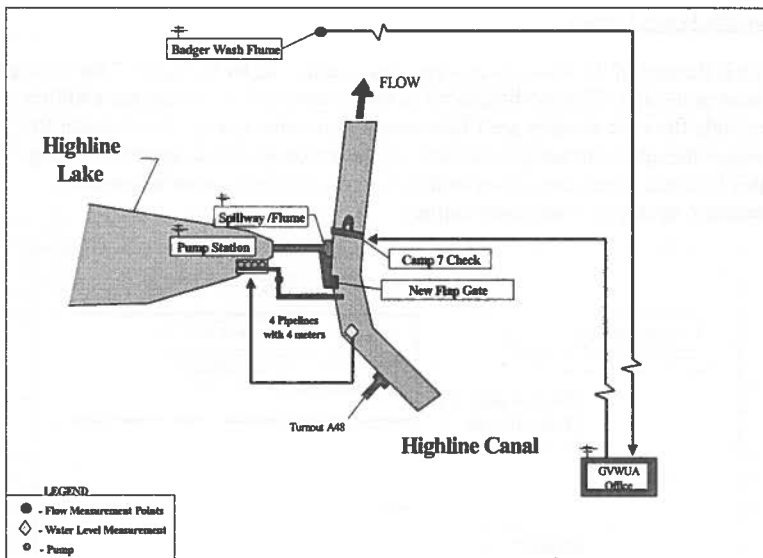 Badger Wash Flume
FLOW
Highline
Lake
Spillway /Flume
Pump Station
Camp 7 Check
New Flap Gate
4 Pipelines
with 4 meters
Turnout A48
Highline Canal
GVWUA
Office
LEGEND
- Flow Measurement Points
- Water Level Measurement
- Pump